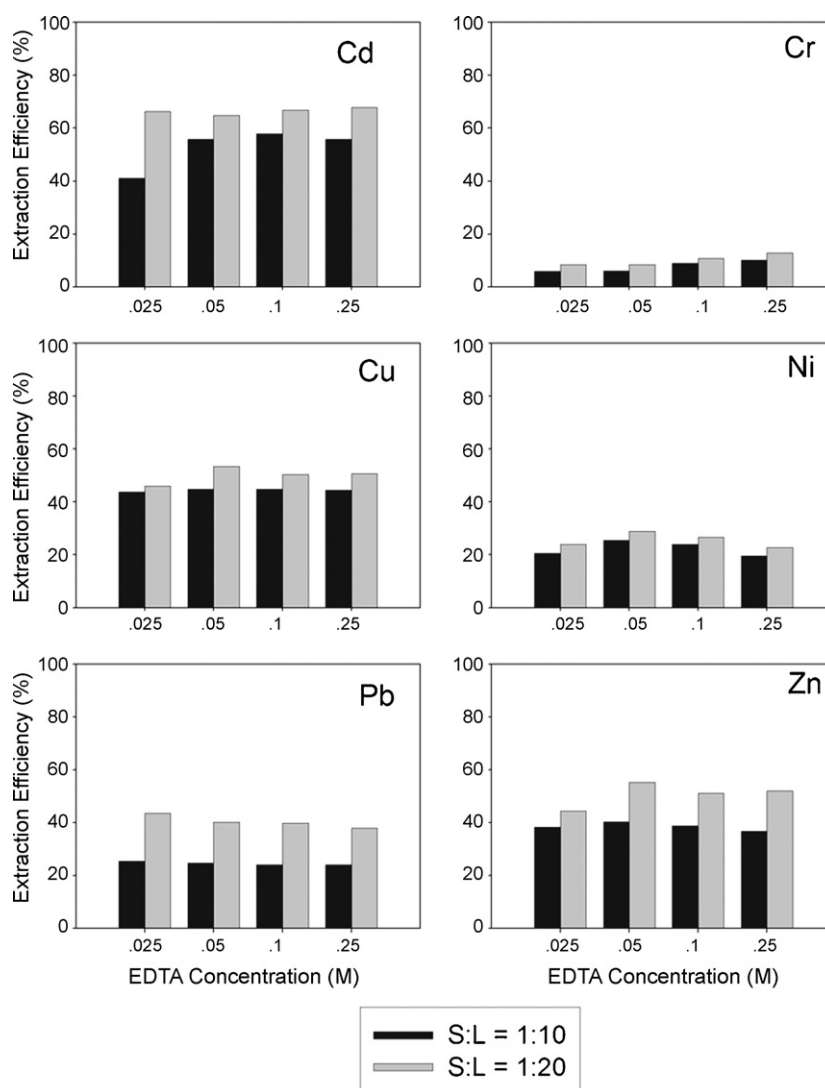 100
80
60
40
20
0
Extraction Efficiency (%)
Cd
.025 .05 .1 .25
100
80
60
40
20
0
Cr
.025 .05 .1 .25
100
80
60
40
20
0
Extraction Efficiency (%)
Cu
.025 .05 .1 .25
100
80
60
40
20
0
Ni
.025 .05 .1 .25
100
80
60
40
20
0
Extraction Efficiency (%)
Pb
.025 .05 .1 .25
EDTA Concentration (M)
100
80
60
40
20
0
Zn
.025 .05 .1 .25
EDTA Concentration (M)
S:L = 1:10
S:L = 1:20